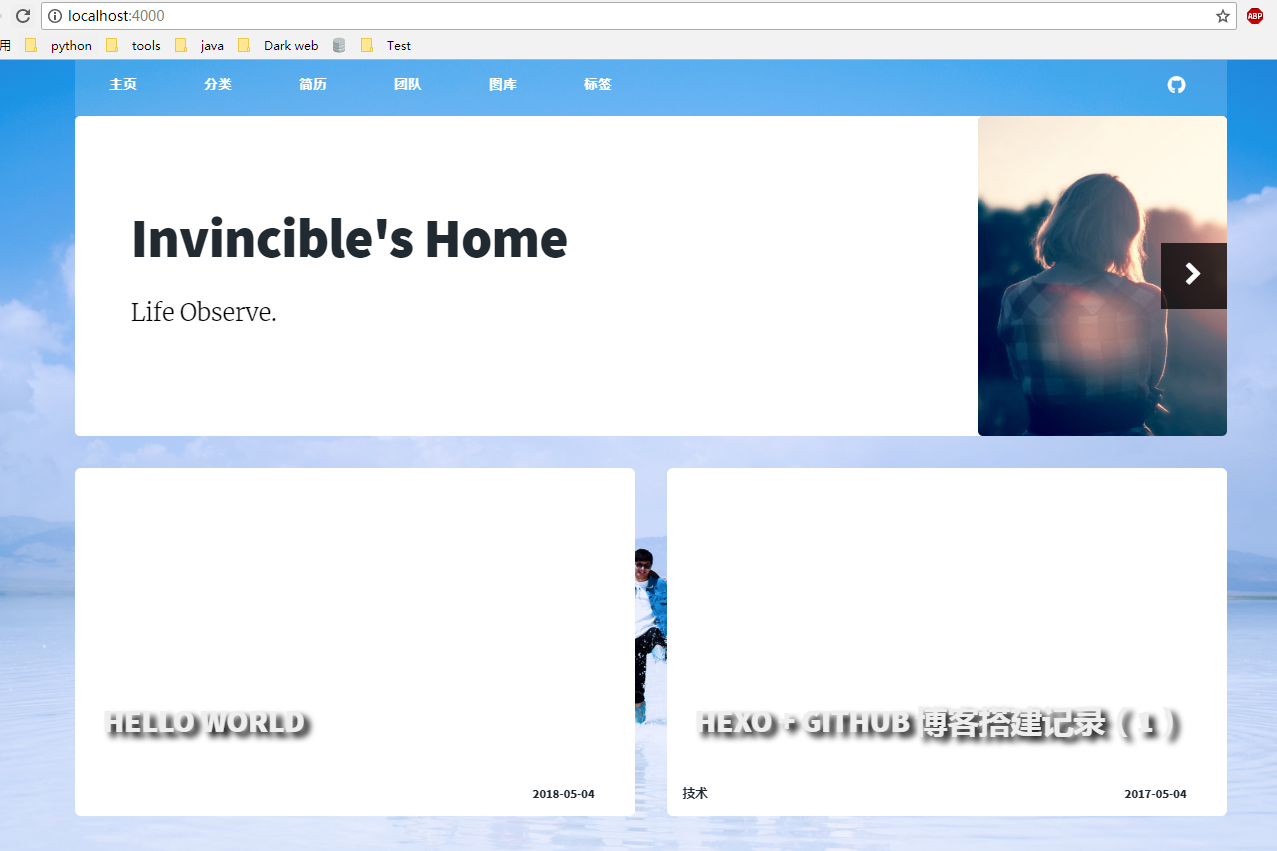 localhost:4000
ABP
用 python tools java Dark web Test
主页 分类 简历 团队 图库 标签
Invincible's Home
Life Observe.
HELLO WORLD
2018-05-04
HEXO + GITHUB 博客搭建记录（1）
技术 2017-05-04